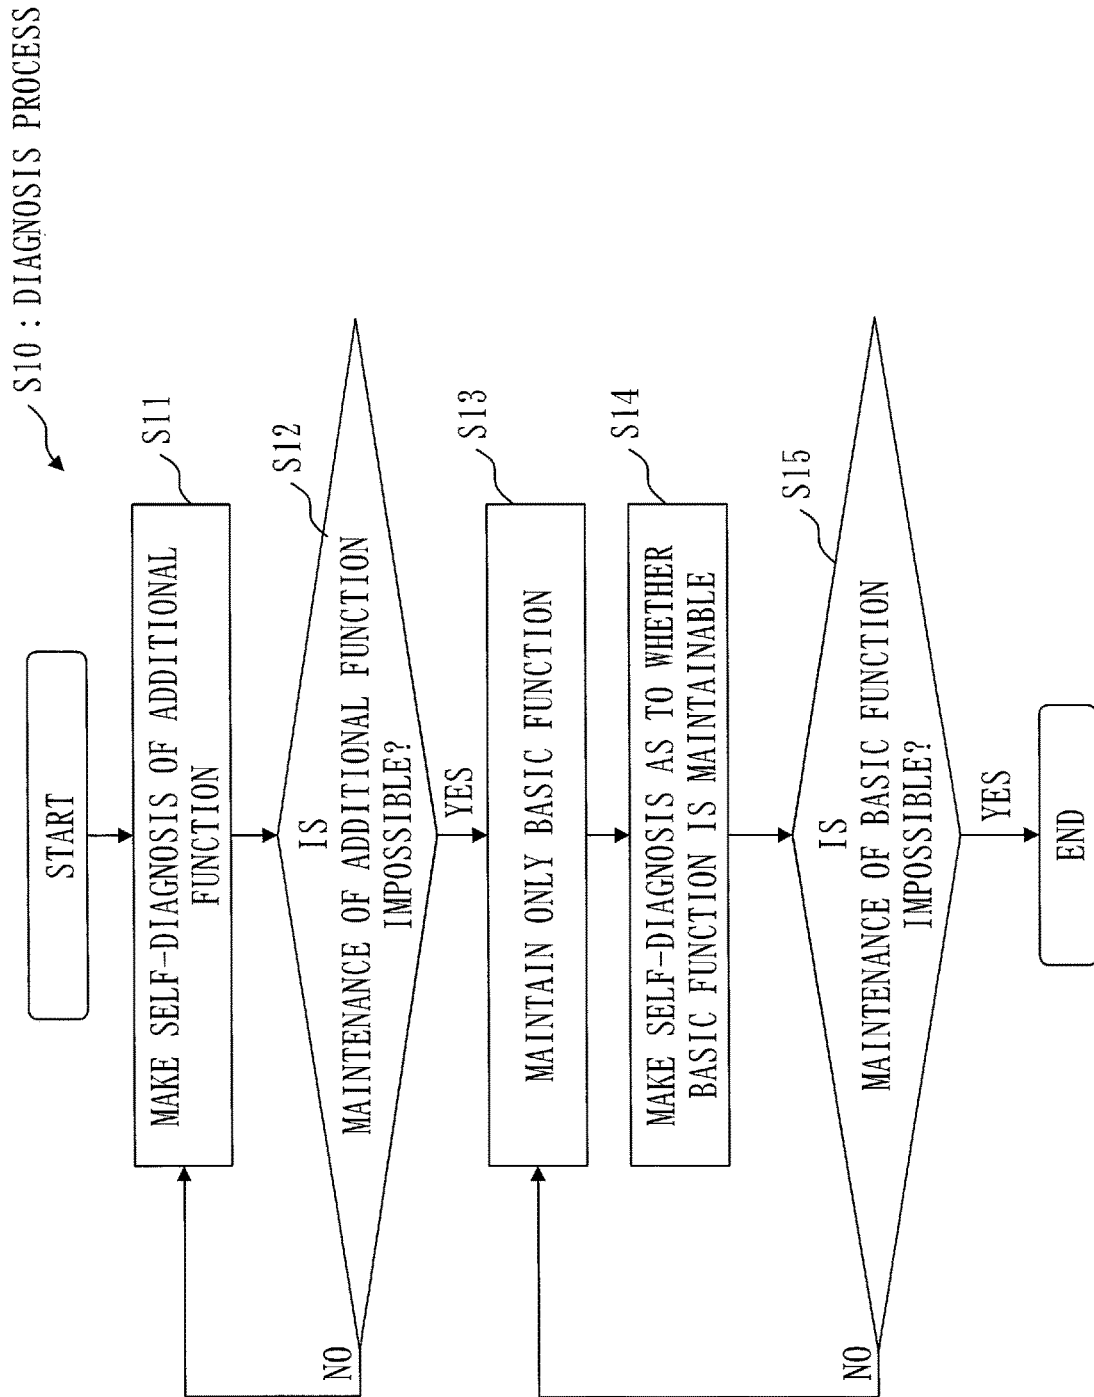 S10 : DIAGNOSIS PROCESS
START
S11
MAKE SELF-DIAGNOSIS OF ADDITIONAL
FUNCTION
S12
IS
MAINTENANCE OF ADDITIONAL FUNCTION
IMPOSSIBLE?
NO
YES
S13
MAINTAIN ONLY BASIC FUNCTION
S14
MAKE SELF-DIAGNOSIS AS TO WHETHER
BASIC FUNCTION IS MAINTAINABLE
S15
IS
MAINTENANCE OF BASIC FUNCTION
IMPOSSIBLE?
NO
YES
END